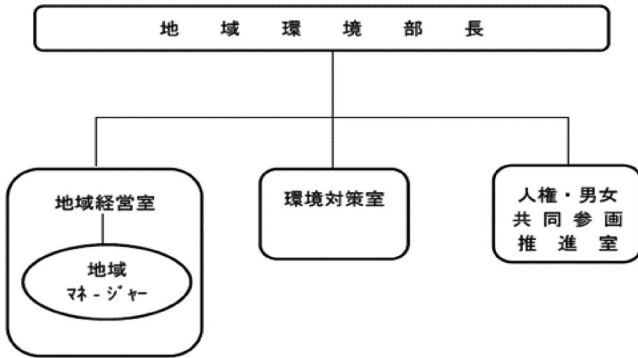 地域環境部長
地域経営室
地域
ﾏﾈ-ｼﾞｬｰ
環境対策室
人権・男女
共同参画
推進室